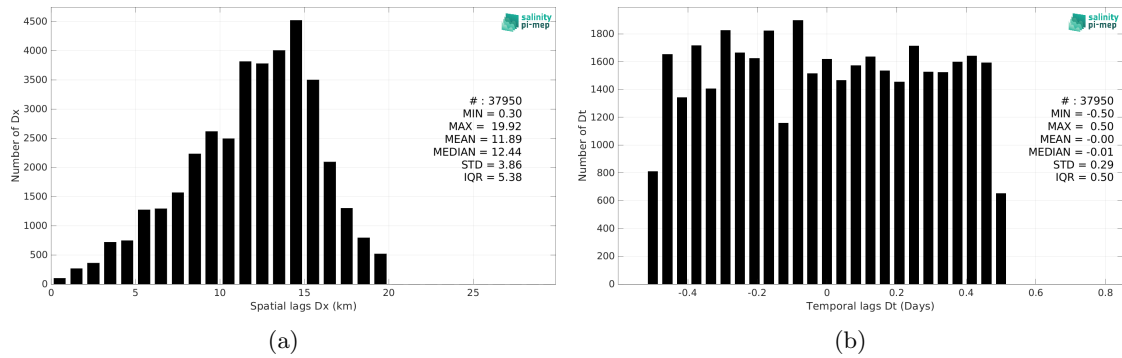 4500
4000
3500
3000
2500
2000
1500
1000
500
0
Number of Dx
salinity
pi-mep
# : 37950
MIN = 0.30
MAX = 19.92
MEAN = 11.89
MEDIAN = 12.44
STD = 3.86
IQR = 5.38
0 5 10 15 20 25
Spatial lags Dx (km)
(a)
1800
1600
1400
1200
1000
800
600
400
200
0
Number of Dt
salinity
pi-mep
# : 37950
MIN = -0.50
MAX = 0.50
MEAN = -0.00
MEDIAN = -0.01
STD = 0.29
IQR = 0.50
-0.4 -0.2 0 0.2 0.4 0.6 0.8
Temporal lags Dt (Days)
(b)